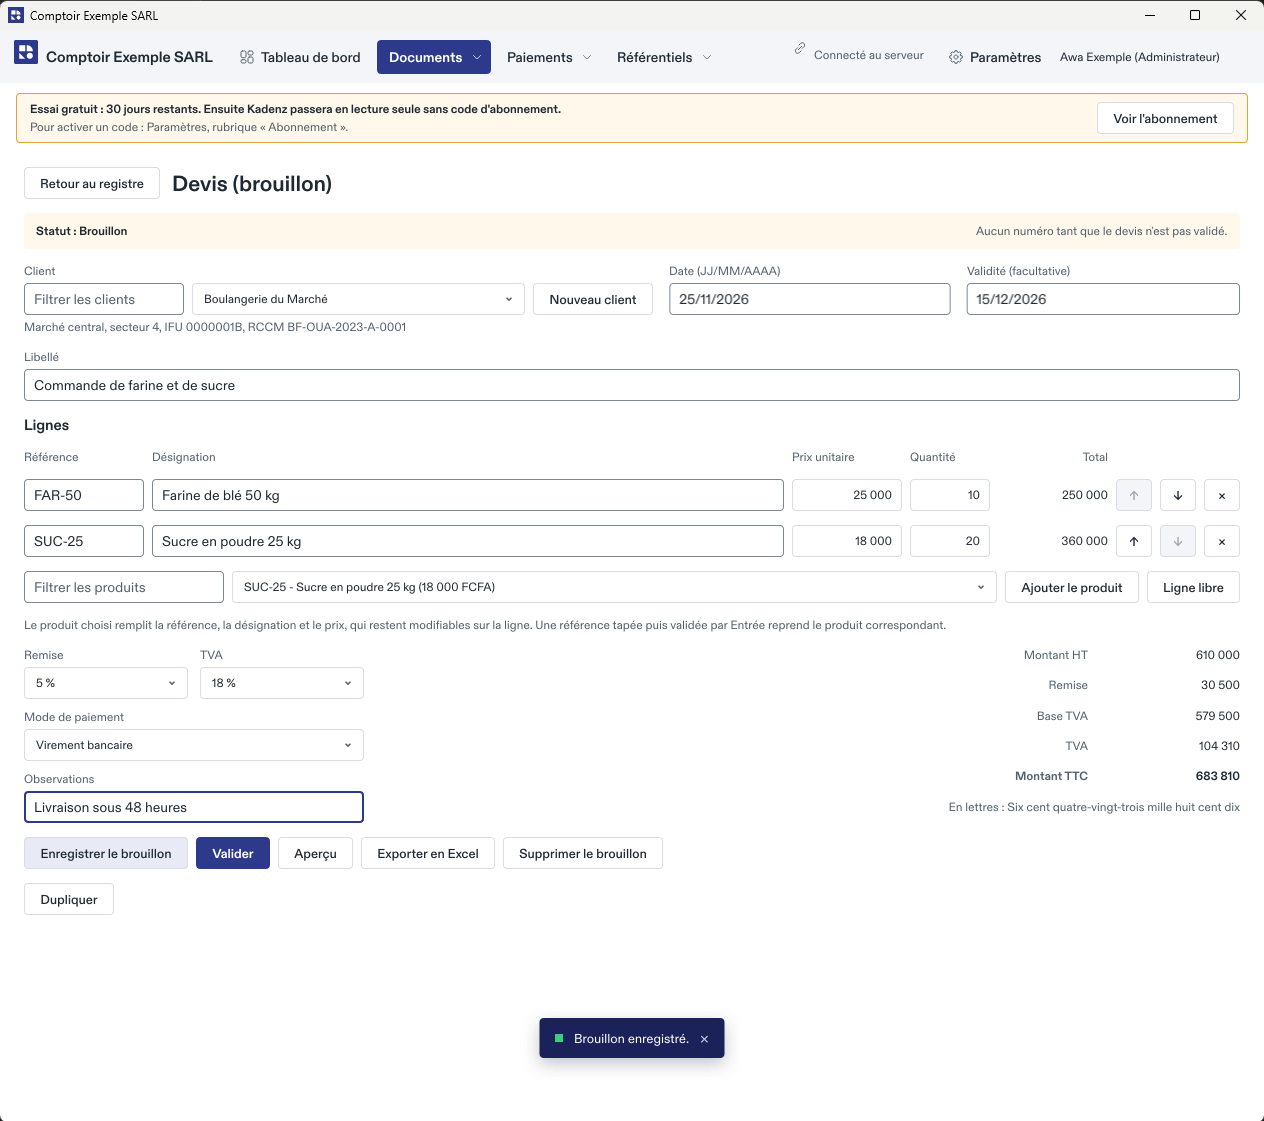 Comptoir Exemple SARL
Comptoir Exemple SARL Tableau de bord Documents Paiements Référentiels Connecté au serveur Paramètres Awa Exemple (Administrateur)
Essai gratuit : 30 jours restants. Ensuite Kadenz passera en lecture seule sans code d'abonnement.
Pour activer un code : Paramètres, rubrique « Abonnement ».
Voir l'abonnement
Retour au registre Devis (brouillon)
Statut : Brouillon Aucun numéro tant que le devis n'est pas validé.
Client Date (JJ/MM/AAAA) Validité (facultative)
Filtrer les clients Boulangerie du Marché Nouveau client 25/11/2026 15/12/2026
Marché central, secteur 4, IFU 0000001B, RCCM BF-OUA-2023-A-0001
Libellé
Commande de farine et de sucre
Lignes
Référence Désignation Prix unitaire Quantité Total
FAR-50 Farine de blé 50 kg 25 000 10 250 000 ↑ ↓ ×
SUC-25 Sucre en poudre 25 kg 18 000 20 360 000 ↑ ↓ ×
Filtrer les produits SUC-25 - Sucre en poudre 25 kg (18 000 FCFA) Ajouter le produit Ligne libre
Le produit choisi remplit la référence, la désignation et le prix, qui restent modifiables sur la ligne. Une référence tapée puis validée par Entrée reprend le produit correspondant.
Remise TVA
5 % 18 %
Mode de paiement
Virement bancaire
Observations
Livraison sous 48 heures
Montant HT 610 000
Remise 30 500
Base TVA 579 500
TVA 104 310
Montant TTC 683 810
En lettres : Six cent quatre-vingt-trois mille huit cent dix
Enregistrer le brouillon Valider Aperçu Exporter en Excel Supprimer le brouillon
Dupliquer
Brouillon enregistré. ×